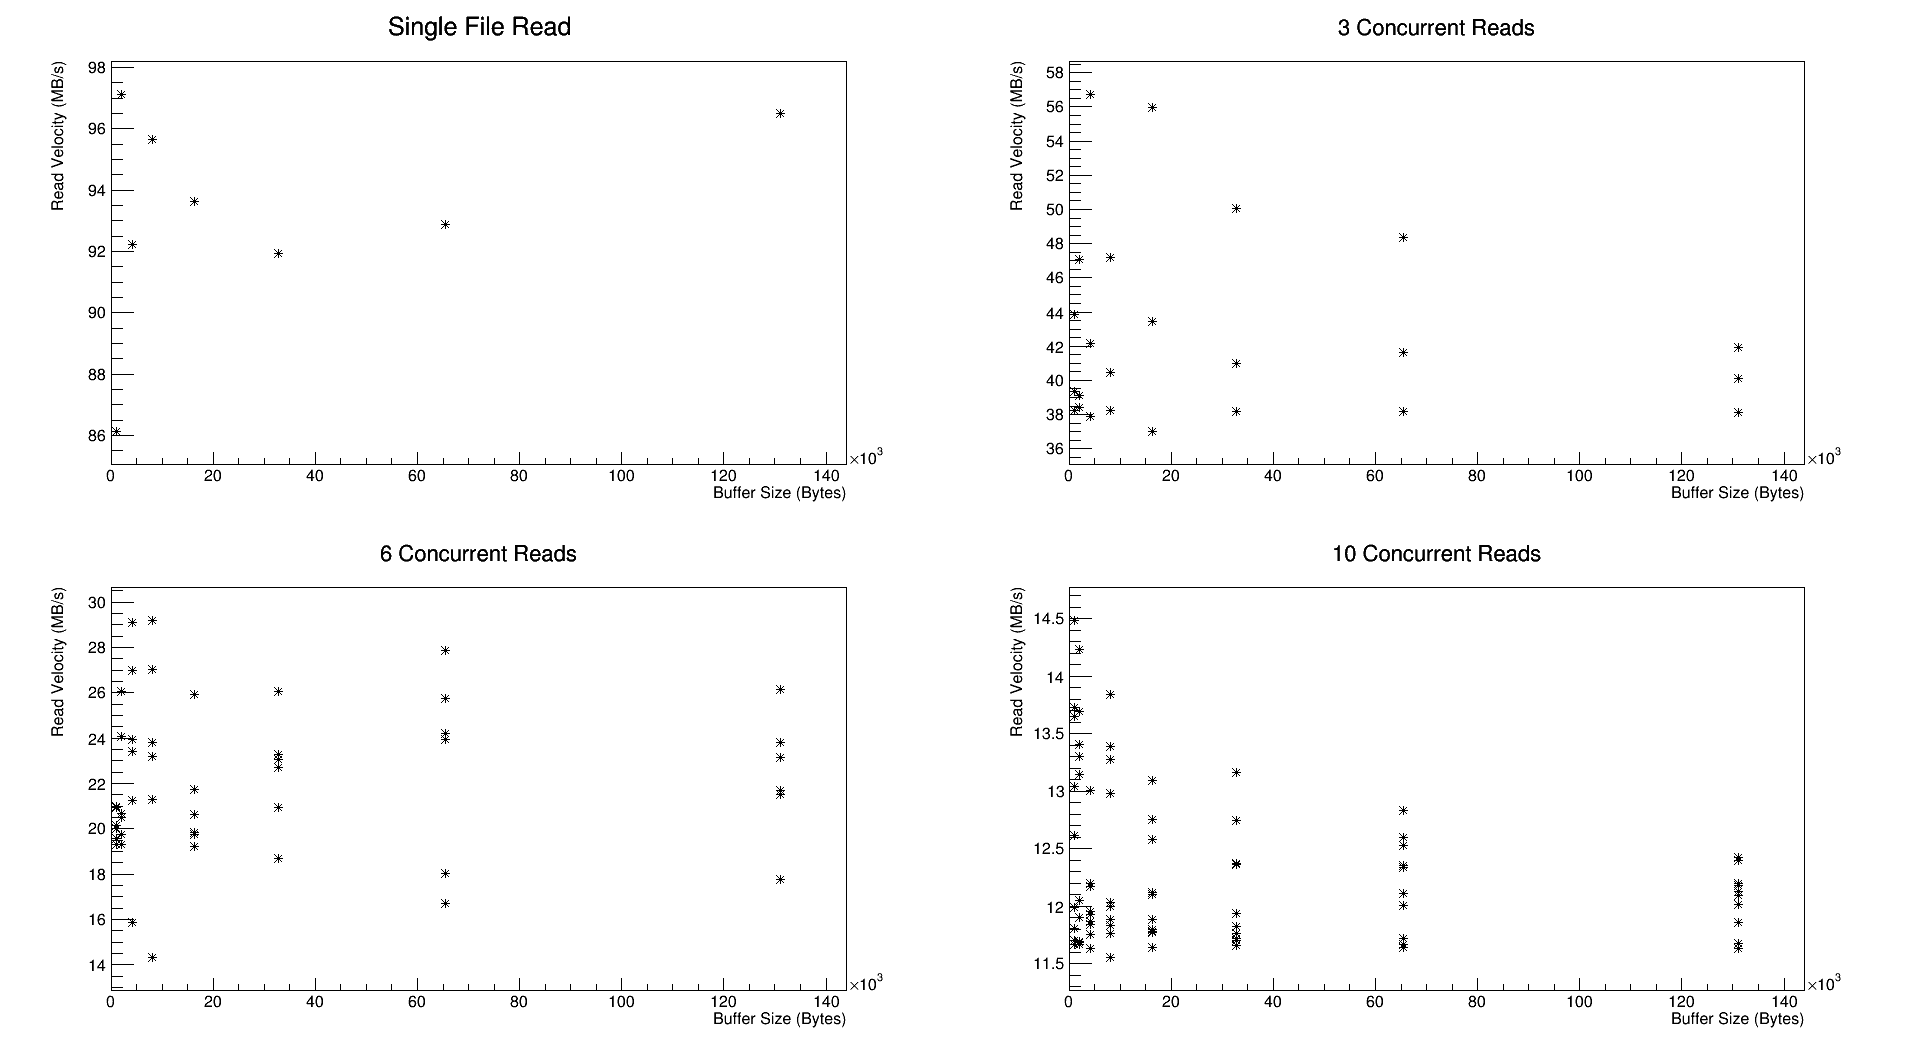 Single File Read
Read Velocity (MB/s)
98
96
94
92
90
88
86
0 20 40 60 80 100 120 140
×10³
Buffer Size (Bytes)
3 Concurrent Reads
Read Velocity (MB/s)
58
56
54
52
50
48
46
44
42
40
38
36
0 20 40 60 80 100 120 140
×10³
Buffer Size (Bytes)
6 Concurrent Reads
Read Velocity (MB/s)
30
28
26
24
22
20
18
16
14
0 20 40 60 80 100 120 140
×10³
Buffer Size (Bytes)
10 Concurrent Reads
Read Velocity (MB/s)
14.5
14
13.5
13
12.5
12
11.5
0 20 40 60 80 100 120 140
×10³
Buffer Size (Bytes)